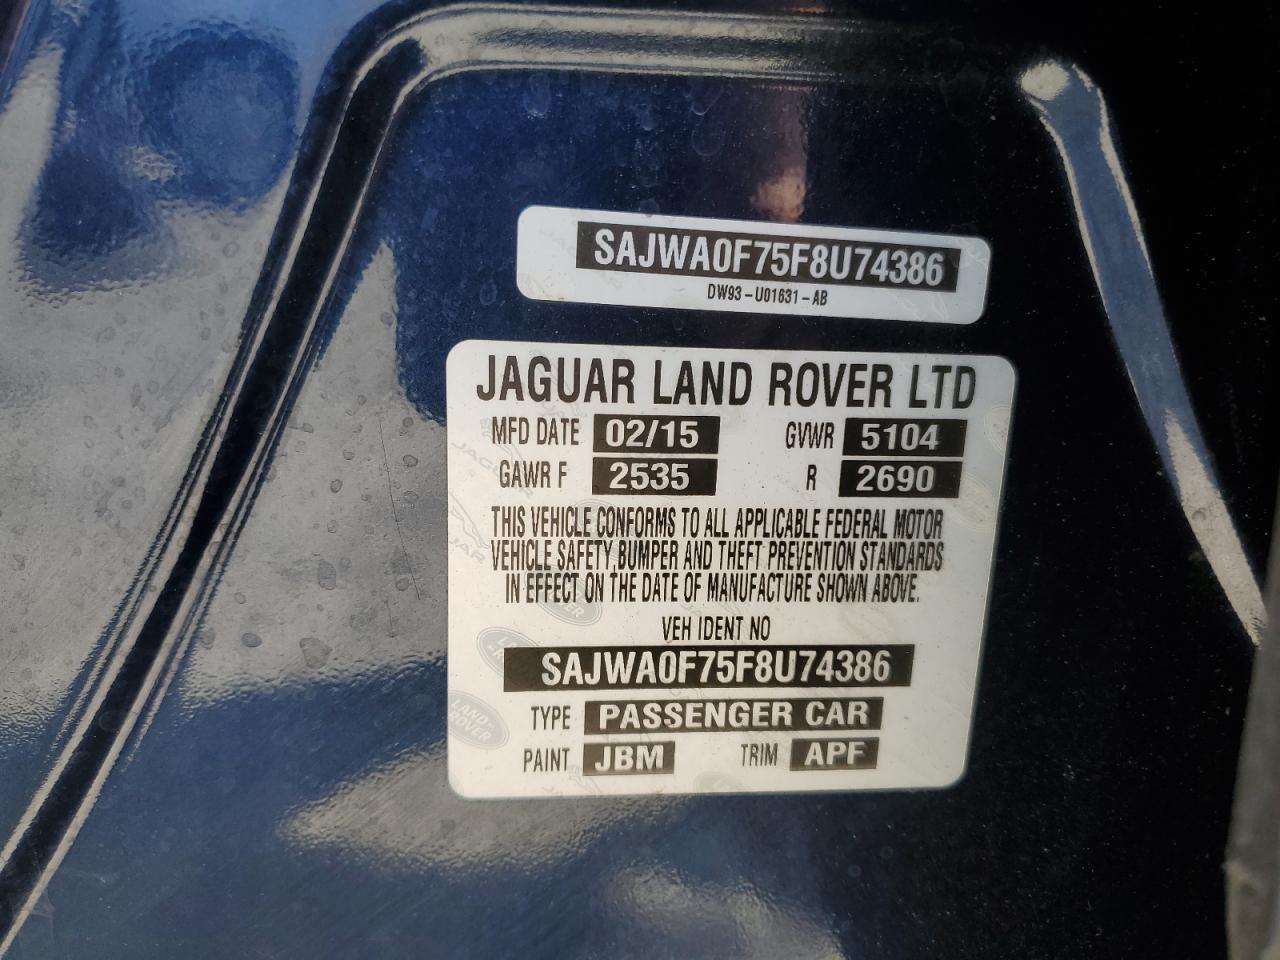 SAJWA0F75F8U74386
DW93-U01631-AB
JAGUAR LAND ROVER LTD
MFD DATE 02/15 GVWR 5104
GAWR F 2535 R 2690
THIS VEHICLE CONFORMS TO ALL APPLICABLE FEDERAL MOTOR
VEHICLE SAFETY, BUMPER AND THEFT PREVENTION STANDARDS
IN EFFECT ON THE DATE OF MANUFACTURE SHOWN ABOVE.
VEH IDENT NO
SAJWA0F75F8U74386
TYPE PASSENGER CAR
PAINT JBM TRIM APF